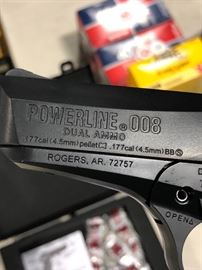 POWERLINE® 008
DUAL AMMO
.177cal(4.5mm)pellet .177cal(4.5mm)BB Ⓢ
ROGERS, AR. 72757
OPEN